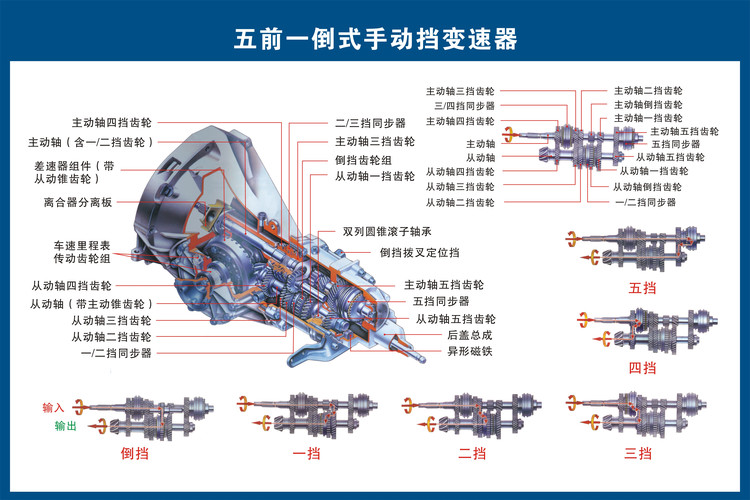 五前一倒式手动挡变速器
主动轴四挡齿轮
主动轴（含一/二挡齿轮）
差速器组件（带
从动锥齿轮）
离合器分离板
车速里程表
传动齿轮组
从动轴四挡齿轮
从动轴（带主动锥齿轮）
从动轴三挡齿轮
从动轴二挡齿轮
一/二挡同步器
二/三挡同步器
主动轴三挡齿轮
倒挡齿轮组
从动轴一挡齿轮
双列圆锥滚子轴承
倒挡拨叉定位挡
主动轴五挡齿轮
五挡同步器
从动轴五挡齿轮
后盖总成
异形磁铁
主动轴三挡齿轮
三/四挡同步器
主动轴四挡齿轮
主动轴
从动轴
从动轴四挡齿轮
从动轴三挡齿轮
从动轴二挡齿轮
主动轴二挡齿轮
主动轴倒挡齿轮
主动轴一挡齿轮
主动轴五挡齿轮
五挡同步器
从动轴五挡齿轮
从动轴一挡齿轮
从动轴倒挡齿轮
一/二挡同步器
五挡
四挡
输入
输出
倒挡
一挡
二挡
三挡